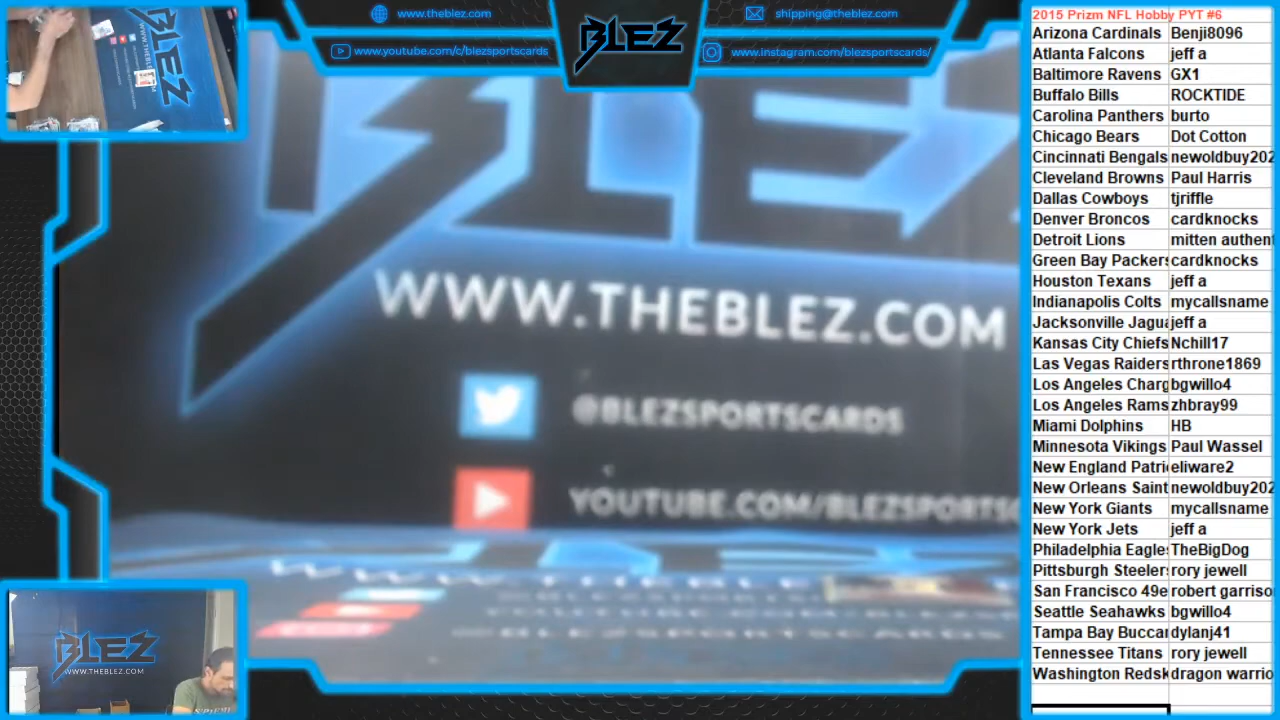 www.theblez.com
www.youtube.com/c/blezsportscards
BLEZ
shipping@theblez.com
www.instagram.com/blezsportscards/
BLEZ
WWW.THEBLEZ.COM
@BLEZSPORTSCARDS
YOUTUBE.COM/BLEZSPORTSC
BLEZ
WWW.THEBLEZ.COM
2015 Prizm NFL Hobby PYT #6
Arizona Cardinals Benji8096
Atlanta Falcons jeff a
Baltimore Ravens GX1
Buffalo Bills ROCKTIDE
Carolina Panthers burto
Chicago Bears Dot Cotton
Cincinnati Bengals newoldbuy202
Cleveland Browns Paul Harris
Dallas Cowboys tjriffle
Denver Broncos cardknocks
Detroit Lions mitten authent
Green Bay Packers cardknocks
Houston Texans jeff a
Indianapolis Colts mycallsname
Jacksonville Jagua jeff a
Kansas City Chiefs Nchill17
Las Vegas Raiders rthrone1869
Los Angeles Charg bgwillo4
Los Angeles Rams zhbray99
Miami Dolphins HB
Minnesota Vikings Paul Wassel
New England Patri eliware2
New Orleans Saint newoldbuy202
New York Giants mycallsname
New York Jets jeff a
Philadelphia Eagle TheBigDog
Pittsburgh Steeler rory jewell
San Francisco 49e robert garriso
Seattle Seahawks bgwillo4
Tampa Bay Bucca dylanj41
Tennessee Titans rory jewell
Washington Redsk dragon warrio